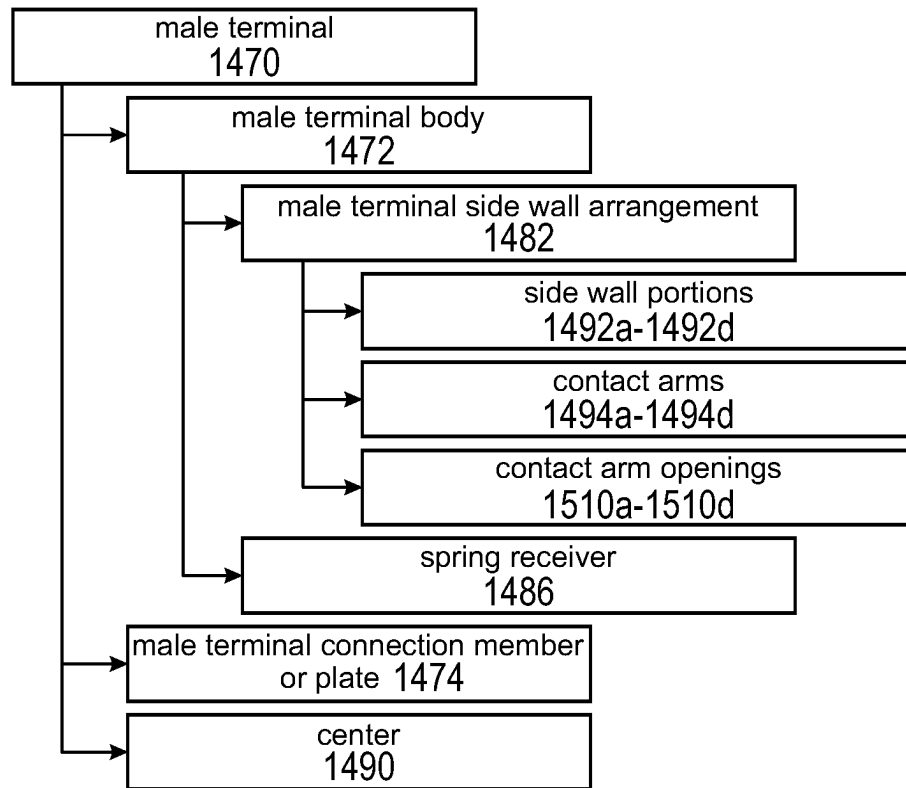 male terminal
1470
male terminal body
1472
male terminal side wall arrangement
1482
side wall portions
1492a-1492d
contact arms
1494a-1494d
contact arm openings
1510a-1510d
spring receiver
1486
male terminal connection member
or plate 1474
center
1490